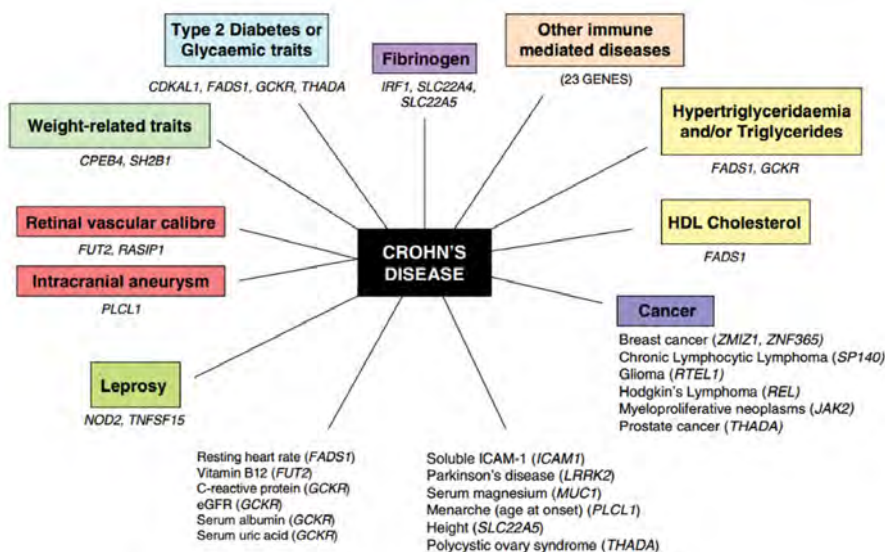 Type 2 Diabetes or
Glycaemic traits
CDKAL1, FADS1, GCKR, THADA
Fibrinogen
IRF1, SLC22A4,
SLC22A5
Other immune
mediated diseases
(23 GENES)
Weight-related traits
CPEB4, SH2B1
Hypertriglyceridaemia
and/or Triglycerides
FADS1, GCKR
Retinal vascular calibre
FUT2, RASIP1
CROHN'S
DISEASE
HDL Cholesterol
FADS1
Intracranial aneurysm
PLCL1
Cancer
Breast cancer (ZMIZ1, ZNF365)
Chronic Lymphocytic Lymphoma (SP140)
Glioma (RTEL1)
Hodgkin's Lymphoma (REL)
Myeloproliferative neoplasms (JAK2)
Prostate cancer (THADA)
Leprosy
NOD2, TNFSF15
Resting heart rate (FADS1)
Vitamin B12 (FUT2)
C-reactive protein (GCKR)
eGFR (GCKR)
Serum albumin (GCKR)
Serum uric acid (GCKR)
Soluble ICAM-1 (ICAM1)
Parkinson's disease (LRRK2)
Serum magnesium (MUC1)
Menarche (age at onset) (PLCL1)
Height (SLC22A5)
Polycystic ovary syndrome (THADA)